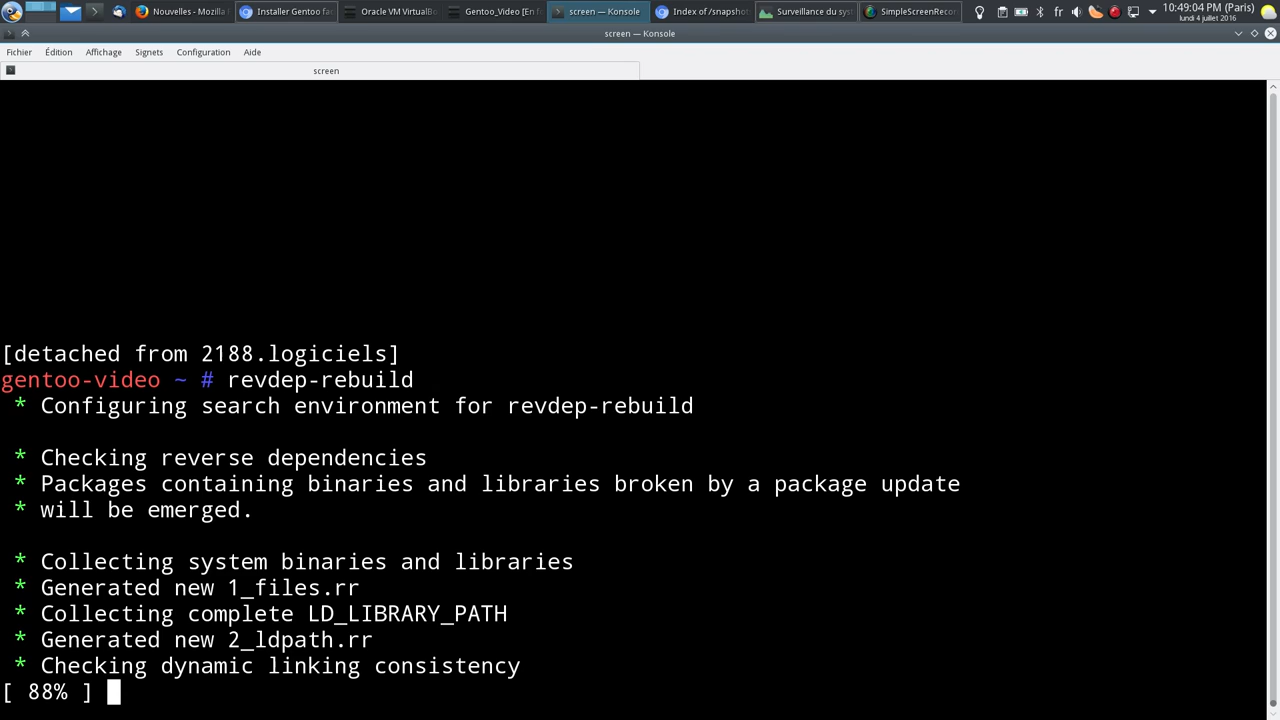 Nouvelles - Mozilla
Installer Gentoo fac
Oracle VM VirtualBo
Gentoo_Video [En fo
screen — Konsole
Index of /snapshot
Surveillance du sys
SimpleScreenRec
fr
10:49:04 PM (Paris)
lundi 4 juillet 2016
screen — Konsole
Fichier Édition Affichage Signets Configuration Aide
screen
[detached from 2188.logiciels]
gentoo-video ~ # revdep-rebuild
* Configuring search environment for revdep-rebuild
* Checking reverse dependencies
* Packages containing binaries and libraries broken by a package update
* will be emerged.
* Collecting system binaries and libraries
* Generated new 1_files.rr
* Collecting complete LD_LIBRARY_PATH
* Generated new 2_ldpath.rr
* Checking dynamic linking consistency
[ 88% ]